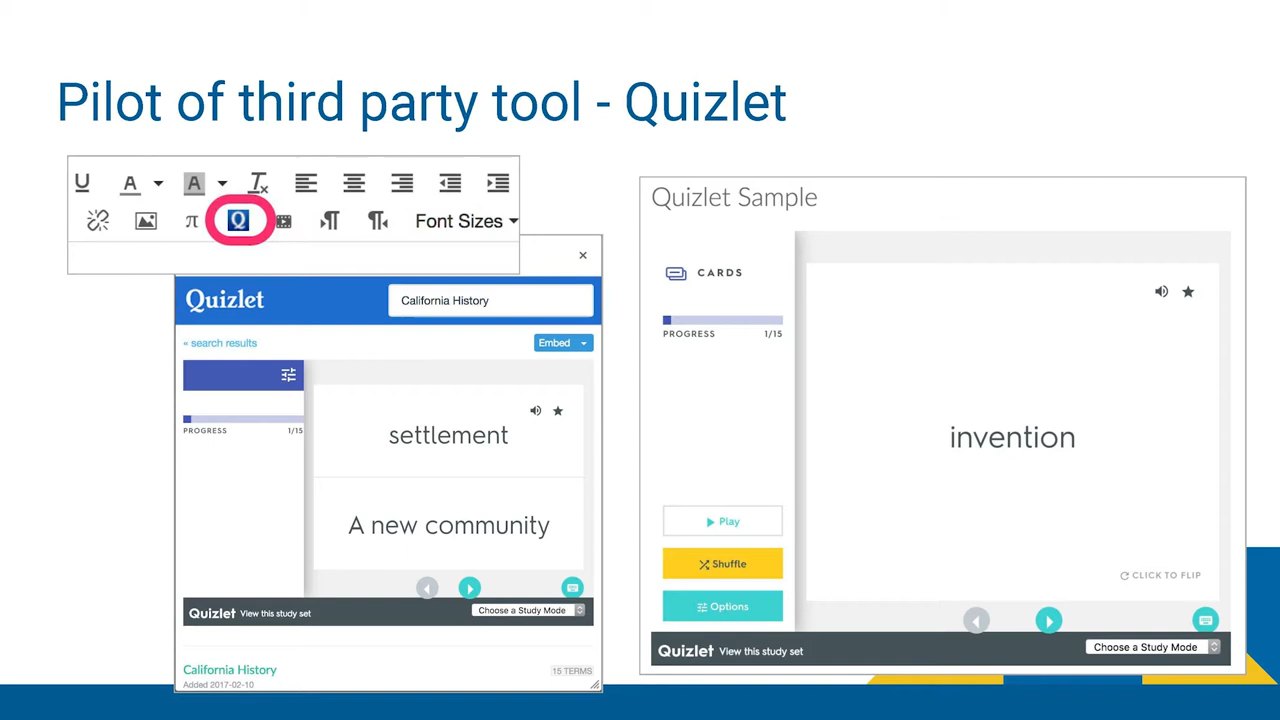 Pilot of third party tool - Quizlet
U A A Tx
π Q Font Sizes
Quizlet California History
« search results Embed
PROGRESS 1/15
settlement
A new community
Quizlet View this study set Choose a Study Mode
California History 15 TERMS
Added 2017-02-10
Quizlet Sample
CARDS
PROGRESS 1/15
invention
Play
Shuffle
Options
CLICK TO FLIP
Quizlet View this study set Choose a Study Mode